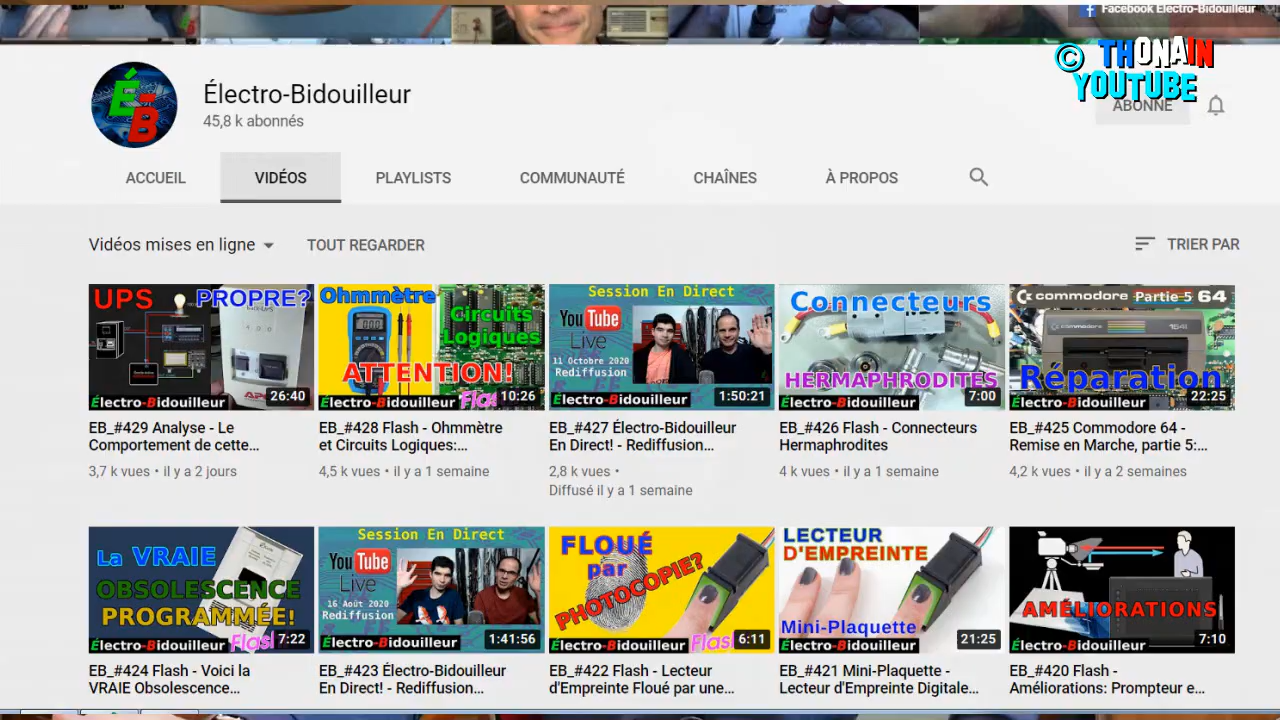 Facebook Électro-Bidouilleur
© THONAIN
YOUTUBE
É-B
Électro-Bidouilleur
45,8 k abonnés
ABONNÉ
ACCUEIL
VIDÉOS
PLAYLISTS
COMMUNAUTÉ
CHAÎNES
À PROPOS
Vidéos mises en ligne
TOUT REGARDER
TRIER PAR
UPS PROPRE?
APC
Électro-Bidouilleur
26:40
Ohmmètre
Circuits
Logiques
ATTENTION!
Électro-Bidouilleur
10:26
Session En Direct
YouTube
Live
11 Octobre 2020
Rediffusion
Électro-Bidouilleur
1:50:21
Connecteurs
HERMAPHRODITES
Électro-Bidouilleur
7:00
commodore Partie 5 64
commodore
Réparation
Électro-Bidouilleur
22:25
EB_#429 Analyse - Le
Comportement de cette...
3,7 k vues • il y a 2 jours
EB_#428 Flash - Ohmmètre
et Circuits Logiques:...
4,5 k vues • il y a 1 semaine
EB_#427 Électro-Bidouilleur
En Direct! - Rediffusion...
2,8 k vues •
Diffusé il y a 1 semaine
EB_#426 Flash - Connecteurs
Hermaphrodites
4 k vues • il y a 1 semaine
EB_#425 Commodore 64 -
Remise en Marche, partie 5:...
4,2 k vues • il y a 2 semaines
La VRAIE
OBSOLESCENCE
PROGRAMMÉE!
Électro-Bidouilleur Flash
7:22
Session En Direct
YouTube
Live
16 Août 2020
Rediffusion
Électro-Bidouilleur
1:41:56
FLOUÉ
par
PHOTOCOPIE?
Électro-Bidouilleur Flash
6:11
LECTEUR
D'EMPREINTE
Mini-Plaquette
Électro-Bidouilleur
21:25
AMÉLIORATIONS
Électro-Bidouilleur
7:10
EB_#424 Flash - Voici la
VRAIE Obsolescence...
EB_#423 Électro-Bidouilleur
En Direct! - Rediffusion...
EB_#422 Flash - Lecteur
d'Empreinte Floué par une...
EB_#421 Mini-Plaquette -
Lecteur d'Empreinte Digitale...
EB_#420 Flash -
Améliorations: Prompteur e...